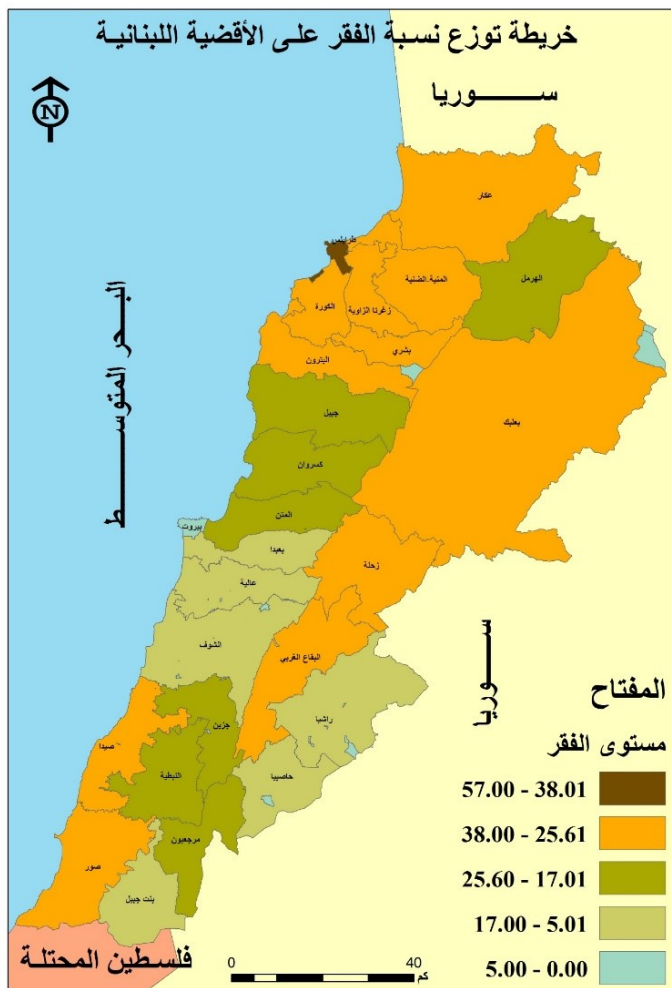 خريطة توزع نسبة الفقر على الأقضية اللبنانية
ســـــوريا
N
عكار
طرابلس
الهرمل
المنية-الضنية
زغرتا الزاوية
الكورة
بشري
البترون
البحر المتوســـط
بعلبك
جبيل
كسروان
المتن
بيروت
بعبدا
زحلة
عالية
الشوف
البقاع الغربي
ســـوريا
راشيا
جزين
صيدا
النبطية
حاصبيا
مرجعيون
صور
بنت جبيل
فلسطين المحتلة
المفتاح
مستوى الفقر
57.00 - 38.01
38.00 - 25.61
25.60 - 17.01
17.00 - 5.01
5.00 - 0.00
0 40
كم